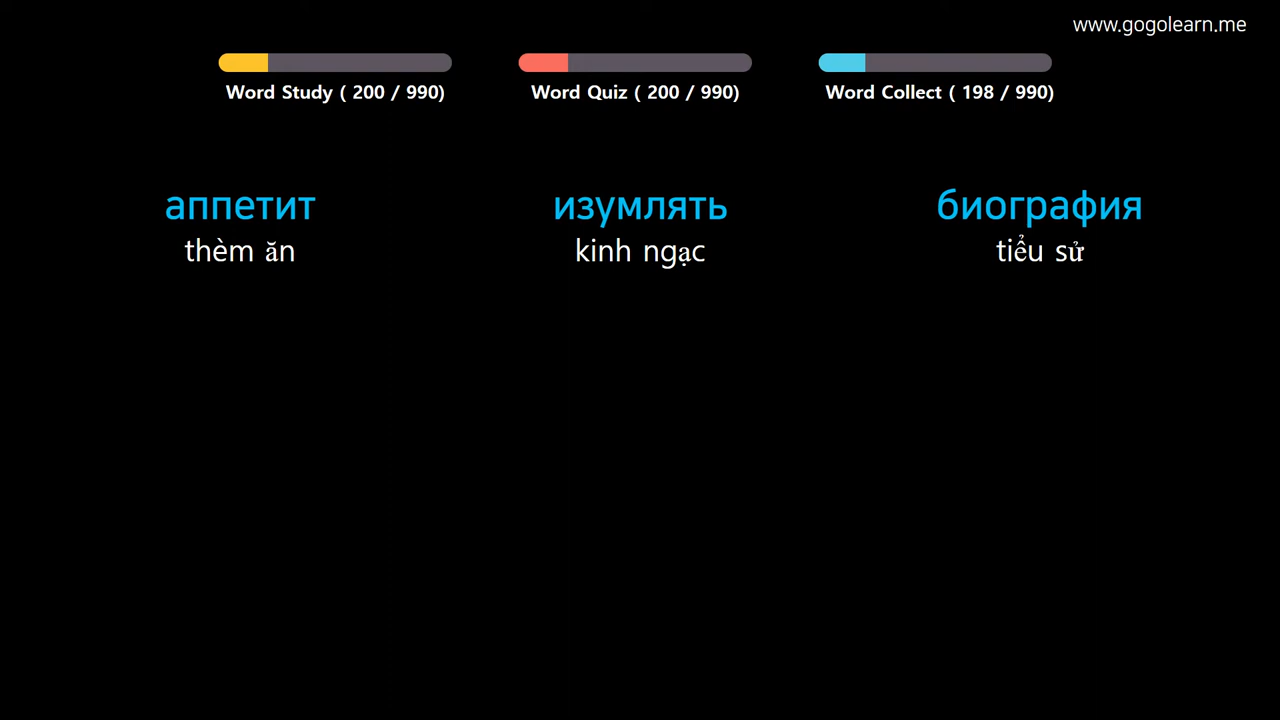 www.gogolearn.me
Word Study ( 200 / 990)
Word Quiz ( 200 / 990)
Word Collect ( 198 / 990)
аппетит
thèm ăn
изумлять
kinh ngạc
биография
tiểu sử